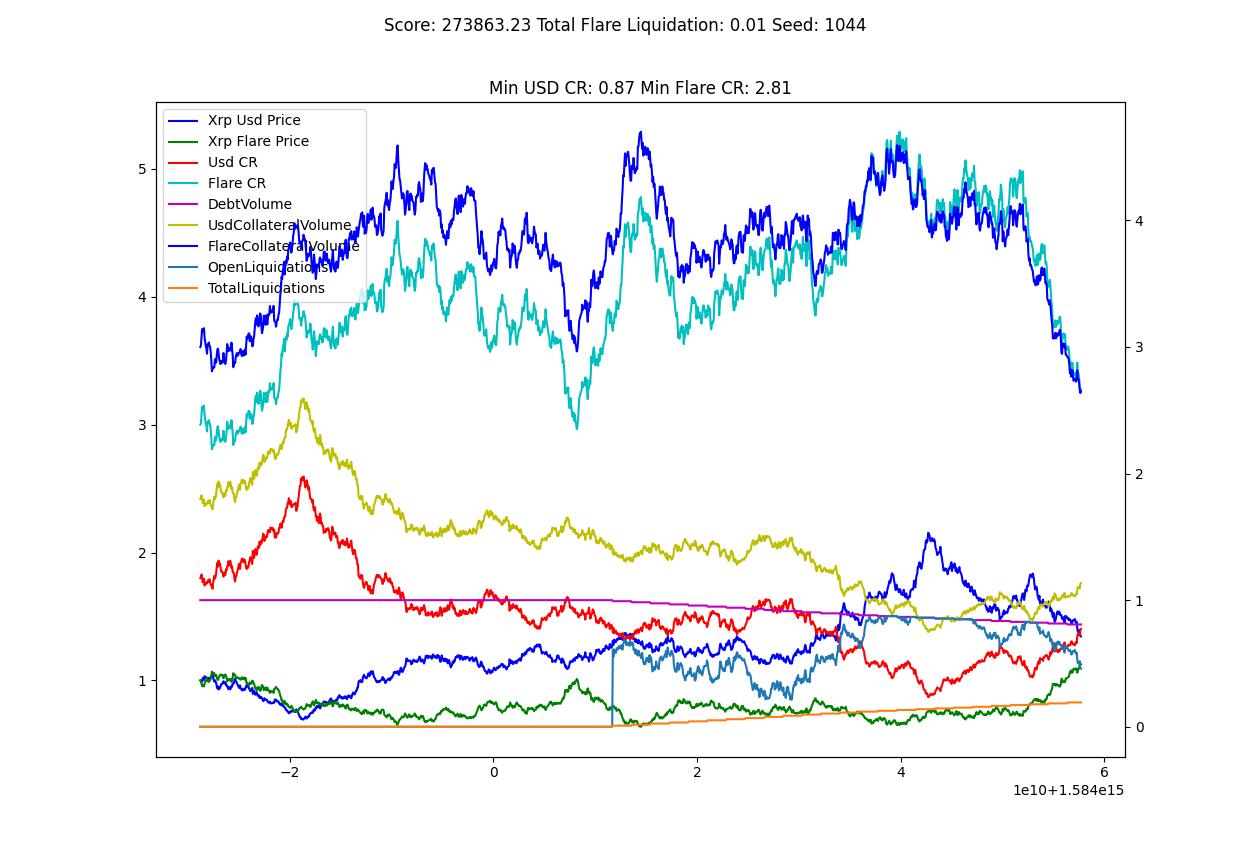 Score: 273863.23 Total Flare Liquidation: 0.01 Seed: 1044
Min USD CR: 0.87 Min Flare CR: 2.81
Xrp Usd Price
Xrp Flare Price
Usd CR
Flare CR
DebtVolume
UsdCollateralVolume
FlareCollateralVolume
OpenLiquidations
TotalLiquidations
5
4
3
2
1
4
3
2
1
0
−2
0
2
4
6
1e10+1.584e15